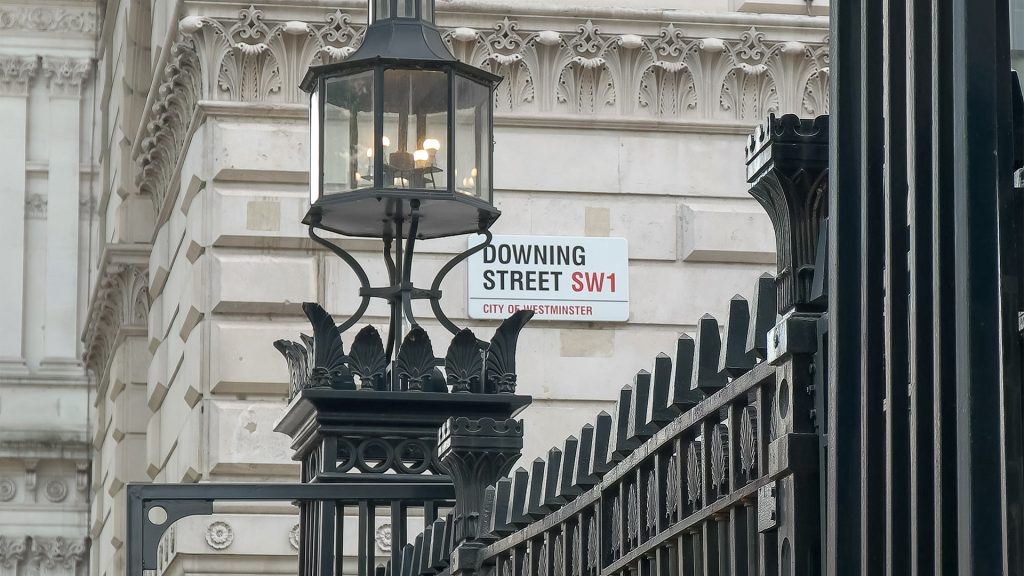 DOWNING
STREET SW1
CITY OF WESTMINSTER